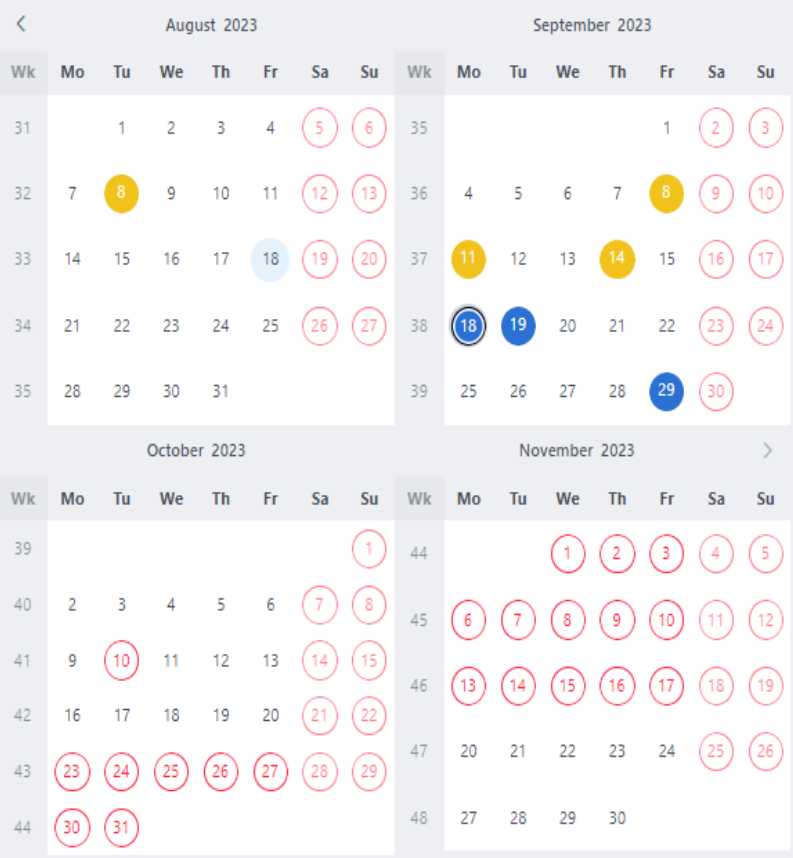 August 2023
Wk Mo Tu We Th Fr Sa Su
31 1 2 3 4 5 6
32 7 8 9 10 11 12 13
33 14 15 16 17 18 19 20
34 21 22 23 24 25 26 27
35 28 29 30 31
September 2023
Wk Mo Tu We Th Fr Sa Su
35 1 2 3
36 4 5 6 7 8 9 10
37 11 12 13 14 15 16 17
38 18 19 20 21 22 23 24
39 25 26 27 28 29 30
October 2023
Wk Mo Tu We Th Fr Sa Su
39 1
40 2 3 4 5 6 7 8
41 9 10 11 12 13 14 15
42 16 17 18 19 20 21 22
43 23 24 25 26 27 28 29
44 30 31
November 2023
Wk Mo Tu We Th Fr Sa Su
44 1 2 3 4 5
45 6 7 8 9 10 11 12
46 13 14 15 16 17 18 19
47 20 21 22 23 24 25 26
48 27 28 29 30